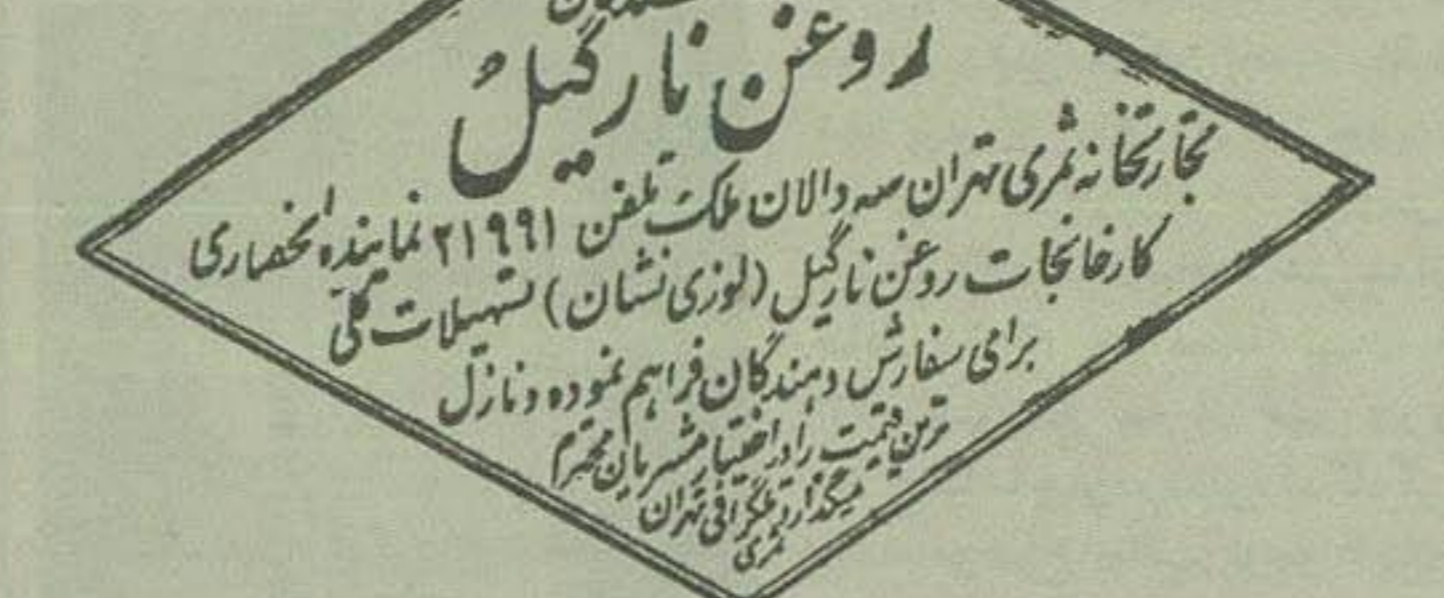 روغن نارگیل
تجارتخانه ثمری تهران سه دالان ملک تلفن ۲۱۹۹۱ نماینده انحصاری
کارخانجات روغن نارگیل (لوزی نشان) تسهیلات کلی
برای سفارش دهندگان فراهم نموده و نازل
ترین قیمت را در اختیار مشتریان محترم
میگذارد تلگرافی تهران
ثمری